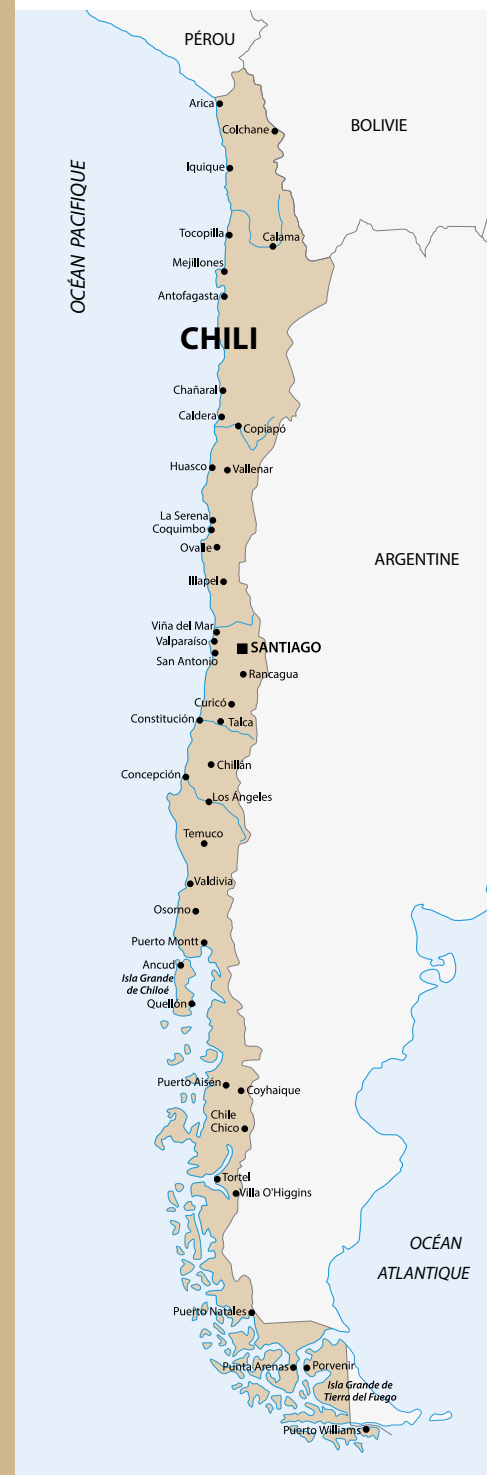 PÉROU
Arica
BOLIVIE
Colchane
Iquique
OCÉAN PACIFIQUE
Tocopilla
Calama
Mejillones
Antofagasta
CHILI
Chañaral
Caldera
Copiapó
Huasco
Vallenar
La Serena
Coquimbo
Ovalle
ARGENTINE
Illapel
Viña del Mar
Valparaíso
SANTIAGO
San Antonio
Rancagua
Curicó
Constitución
Talca
Chillán
Concepción
Los Ángeles
Temuco
Valdivia
Osorno
Puerto Montt
Ancud
Isla Grande
de Chiloé
Quellón
Puerto Aisén
Coyhaique
Chile
Chico
Tortel
Villa O'Higgins
OCÉAN
ATLANTIQUE
Puerto Natales
Punta Arenas
Porvenir
Isla Grande de
Tierra del Fuego
Puerto Williams